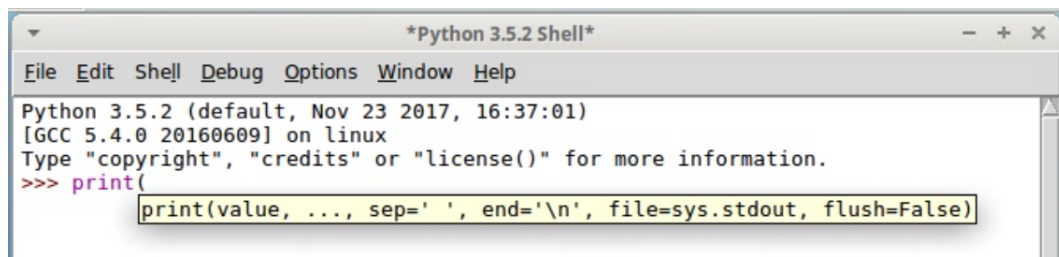 *Python 3.5.2 Shell*
File Edit Shell Debug Options Window Help
Python 3.5.2 (default, Nov 23 2017, 16:37:01)
[GCC 5.4.0 20160609] on linux
Type "copyright", "credits" or "license()" for more information.
>>> print(
print(value, ..., sep=' ', end='\n', file=sys.stdout, flush=False)